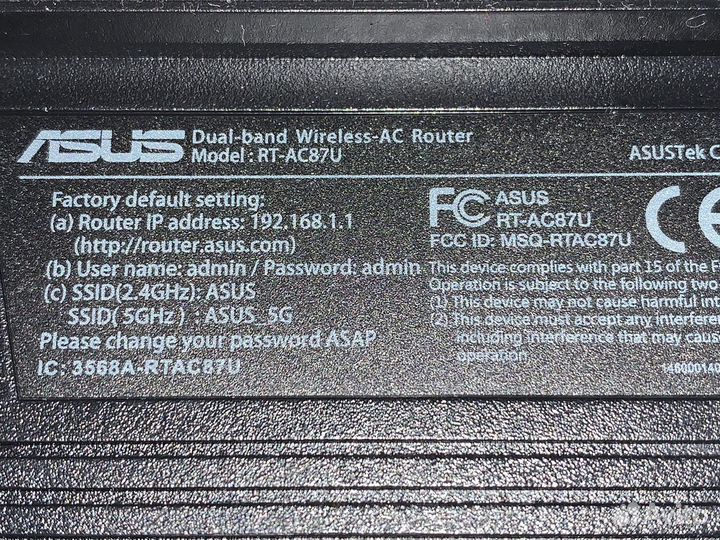 ASUS Dual-band Wireless-AC Router
Model : RT-AC87U
ASUSTek C
Factory default setting:
(a) Router IP address: 192.168.1.1
(http://router.asus.com)
(b) User name: admin / Password: admin
(c) SSID(2.4GHz): ASUS
SSID( 5GHz ) : ASUS_5G
Please change your password ASAP
IC: 3568A-RTAC87U
FC ASUS
RT-AC87U
FCC ID: MSQ-RTAC87U
CE
This device complies with part 15 of the F
Operation is subject to the following two
(1) This device may not cause harmful int
(2) This device must accept any interfere
including interference that may cau
operation